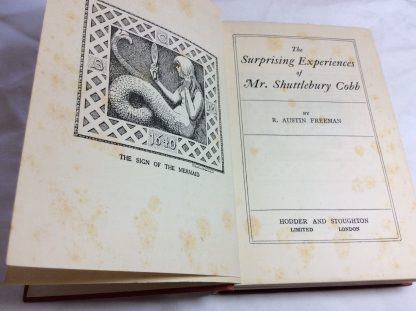 1640
THE SIGN OF THE MERMAID
The
Surprising Experiences
of
Mr. Shuttlebury Cobb
BY
R. AUSTIN FREEMAN
HODDER AND STOUGHTON
LIMITED LONDON